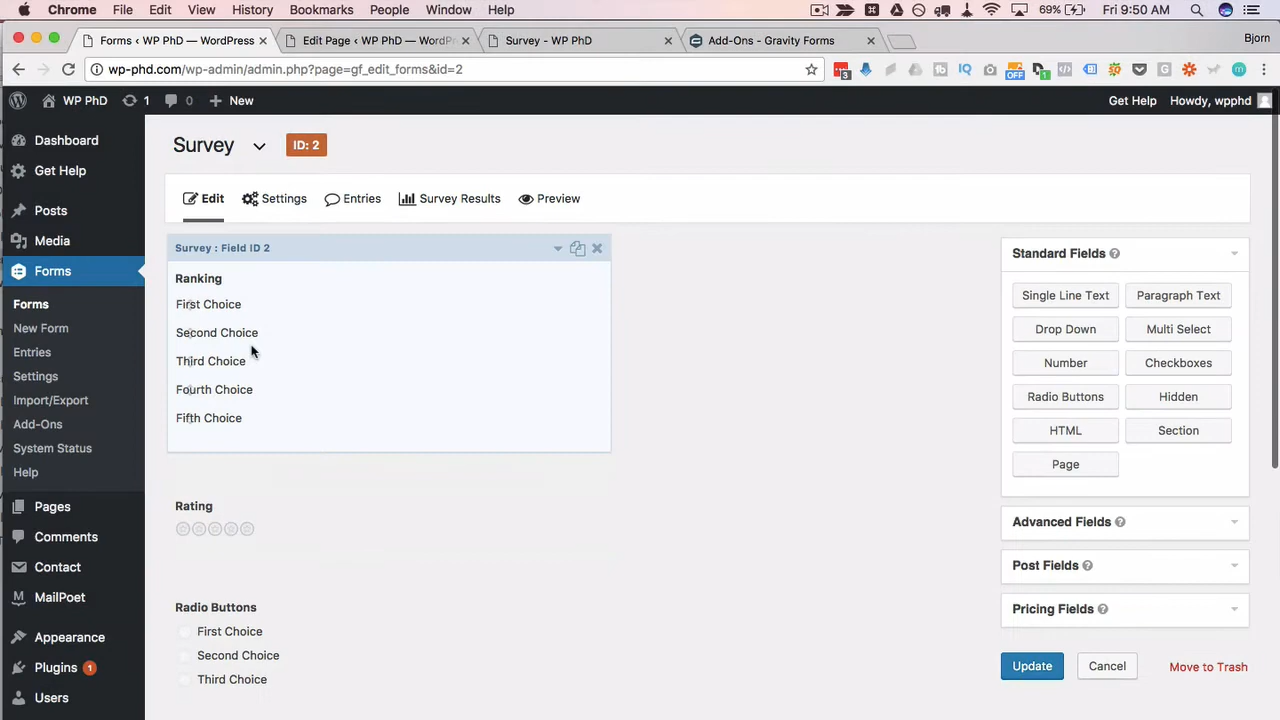 Chrome File Edit View History Bookmarks People Window Help 69% Fri 9:50 AM
Forms ‹ WP PhD — WordPress Edit Page ‹ WP PhD — WordPr Survey - WP PhD Add-Ons - Gravity Forms Bjorn
wp-phd.com/wp-admin/admin.php?page=gf_edit_forms&id=2
WP PhD 1 0 New Get Help Howdy, wpphd
Dashboard
Get Help
Posts
Media
Forms
Forms
New Form
Entries
Settings
Import/Export
Add-Ons
System Status
Help
Pages
Comments
Contact
MailPoet
Appearance
Plugins 1
Users
Survey ID: 2
Edit Settings Entries Survey Results Preview
Survey : Field ID 2
Ranking
First Choice
Second Choice
Third Choice
Fourth Choice
Fifth Choice
Rating
Radio Buttons
First Choice
Second Choice
Third Choice
Standard Fields
Single Line Text Paragraph Text
Drop Down Multi Select
Number Checkboxes
Radio Buttons Hidden
HTML Section
Page
Advanced Fields
Post Fields
Pricing Fields
Update Cancel Move to Trash